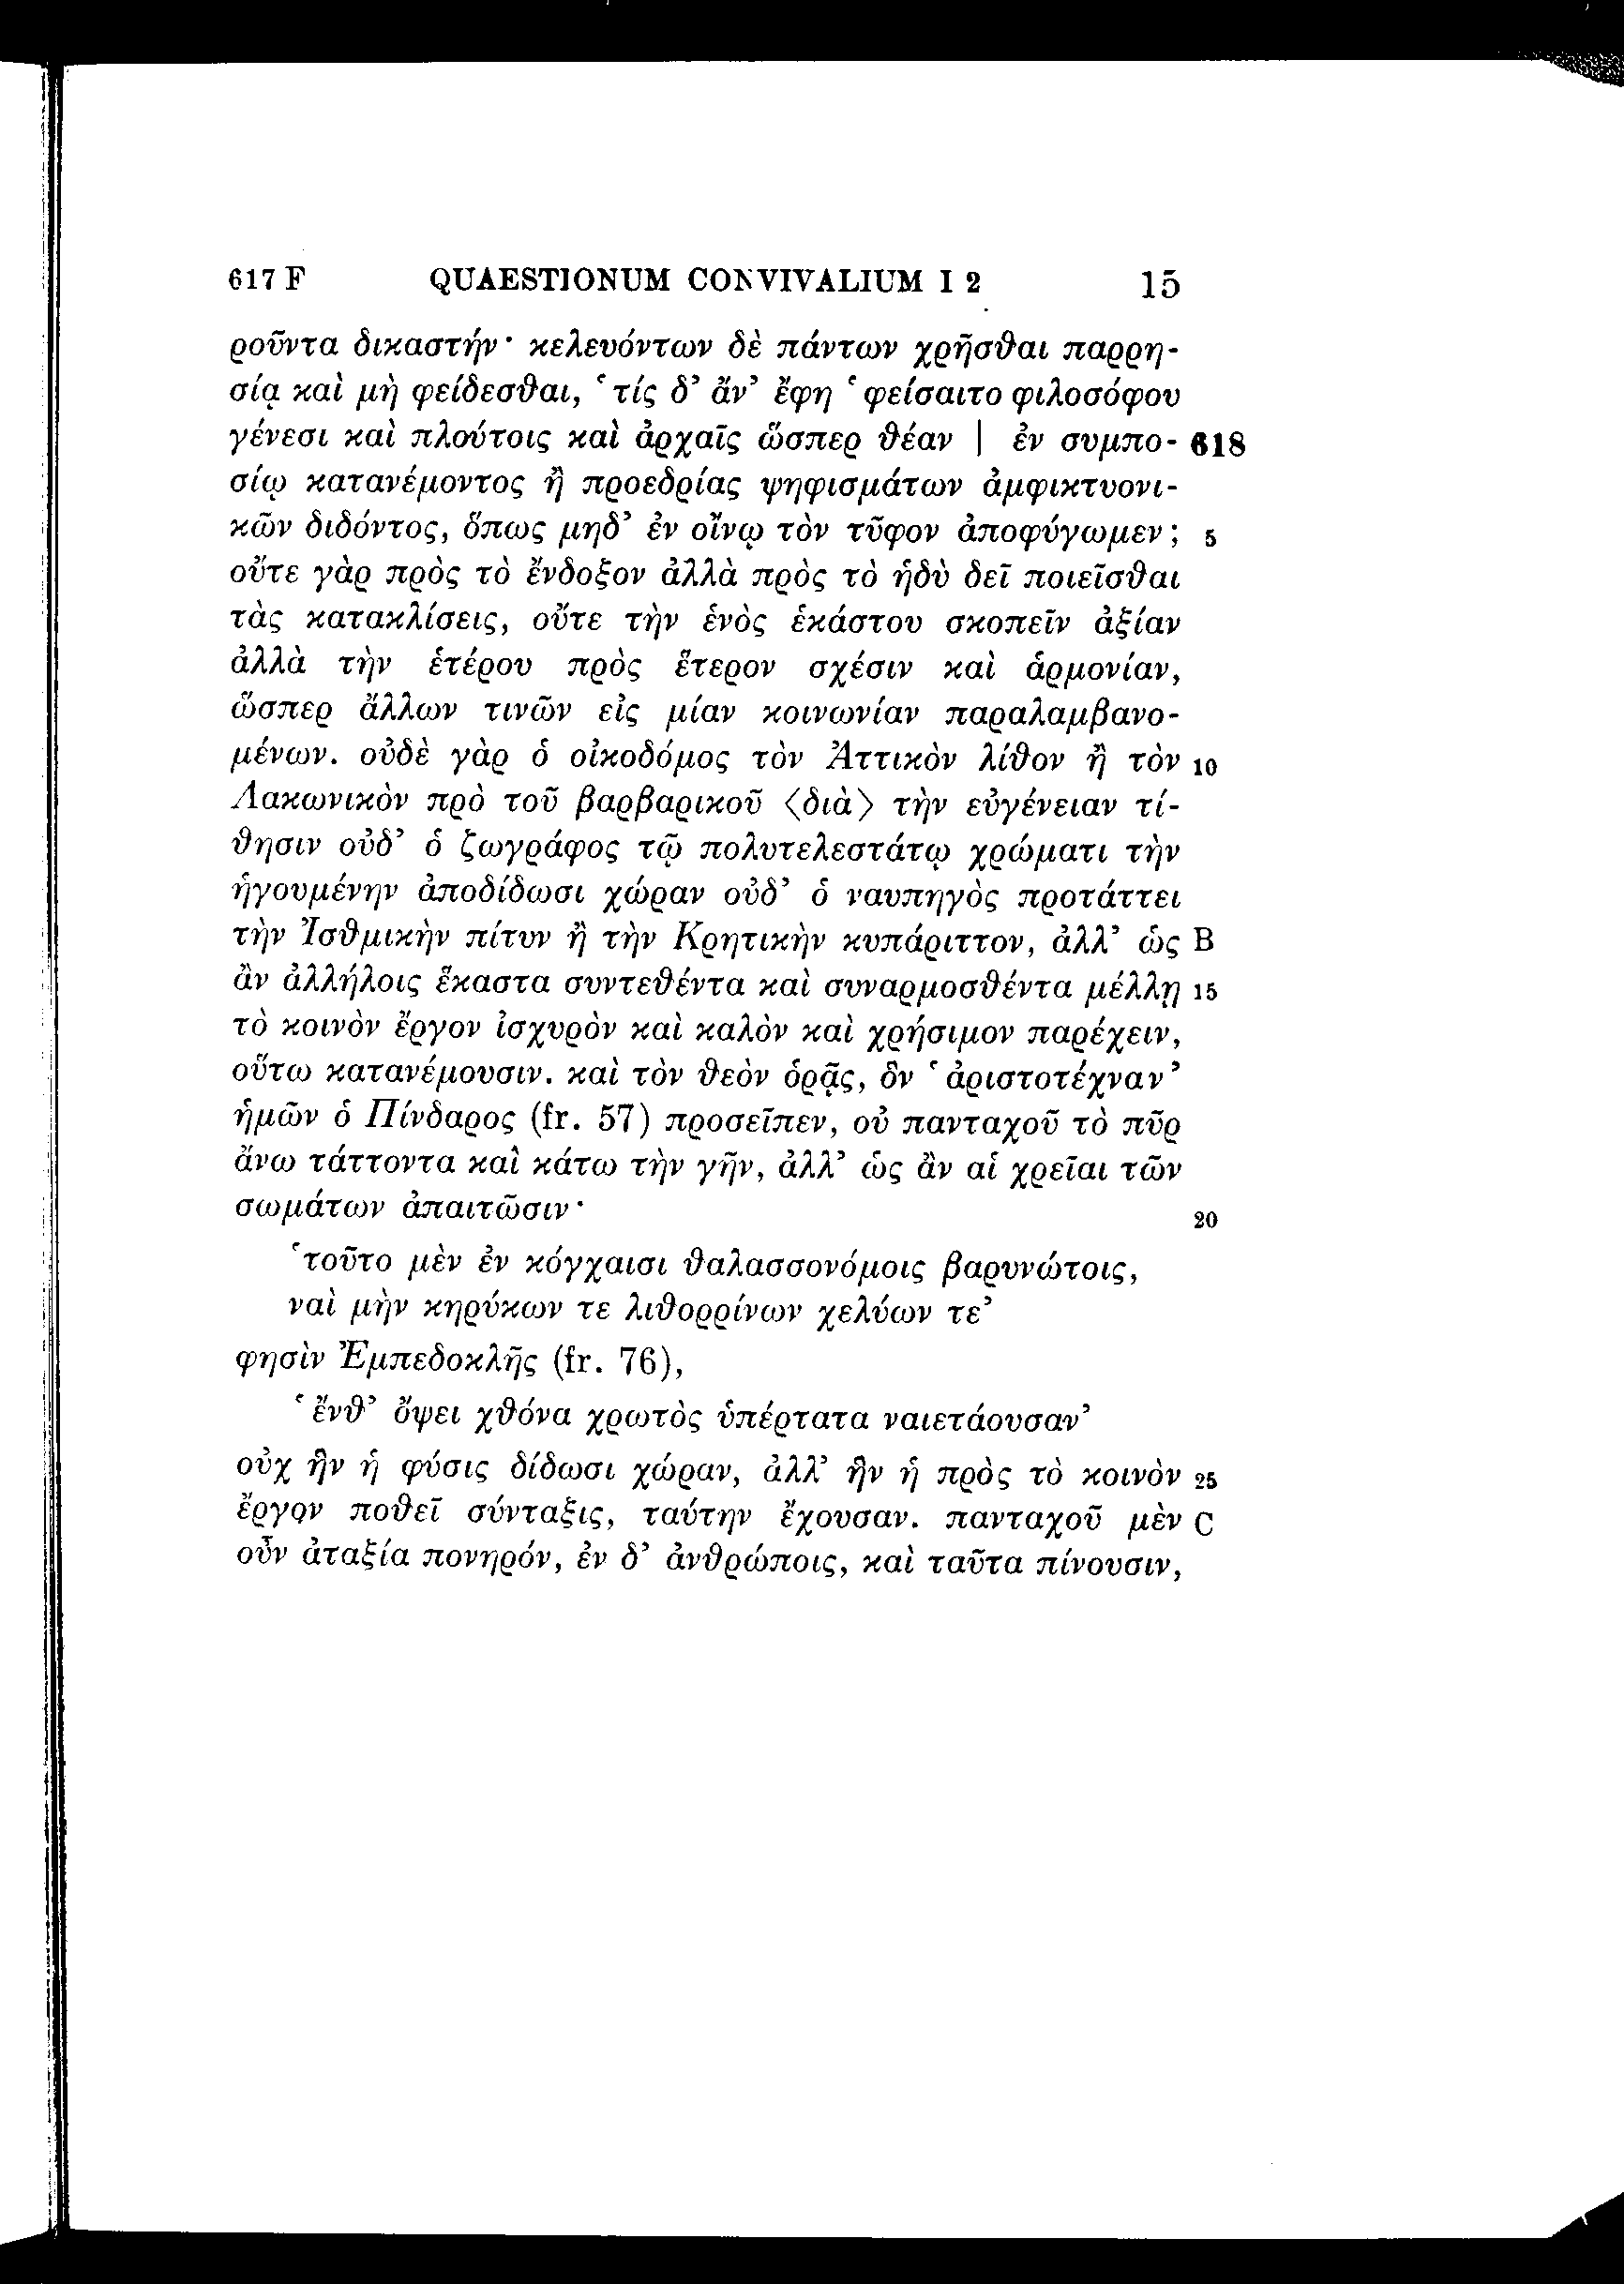 617 F QUAESTIONUM CONVIVALIUM I 2 15
ροῦντα δικαστήν· κελευόντων δὲ πάντων χρῆσθαι παρρη-
σίᾳ καὶ μὴ φείδεσθαι, ‘τίς δ’ ἄν’ ἔφη ‘φείσαιτο φιλοσόφου
γένεσι καὶ πλούτοις καὶ ἀρχαῖς ὥσπερ θέαν | ἐν συμπο- 618
σίῳ κατανέμοντος ἢ προεδρίας ψηφισμάτων ἀμφικτυονι-
κῶν διδόντος, ὅπως μηδ’ ἐν οἴνῳ τὸν τῦφον ἀποφύγωμεν; 5
οὔτε γὰρ πρὸς τὸ ἔνδοξον ἀλλὰ πρὸς τὸ ἡδὺ δεῖ ποιεῖσθαι
τὰς κατακλίσεις, οὔτε τὴν ἑνὸς ἑκάστου σκοπεῖν ἀξίαν
ἀλλὰ τὴν ἑτέρου πρὸς ἕτερον σχέσιν καὶ ἁρμονίαν,
ὥσπερ ἄλλων τινῶν εἰς μίαν κοινωνίαν παραλαμβανο-
μένων. οὐδὲ γὰρ ὁ οἰκοδόμος τὸν Ἀττικὸν λίθον ἢ τὸν 10
Λακωνικὸν πρὸ τοῦ βαρβαρικοῦ ⟨διὰ⟩ τὴν εὐγένειαν τί-
θησιν οὐδ’ ὁ ζωγράφος τῷ πολυτελεστάτῳ χρώματι τὴν
ἡγουμένην ἀποδίδωσι χώραν οὐδ’ ὁ ναυπηγὸς προτάττει
τὴν Ἰσθμικὴν πίτυν ἢ τὴν Κρητικὴν κυπάριττον, ἀλλ’ ὡς B
ἂν ἀλλήλοις ἕκαστα συντεθέντα καὶ συναρμοσθέντα μέλλῃ 15
τὸ κοινὸν ἔργον ἰσχυρὸν καὶ καλὸν καὶ χρήσιμον παρέχειν,
οὕτω κατανέμουσιν. καὶ τὸν θεὸν ὁρᾷς, ὃν ‘ἀριστοτέχναν’
ἡμῶν ὁ Πίνδαρος (fr. 57) προσεῖπεν, οὐ πανταχοῦ τὸ πῦρ
ἄνω τάττοντα καὶ κάτω τὴν γῆν, ἀλλ’ ὡς ἂν αἱ χρεῖαι τῶν
σωμάτων ἀπαιτῶσιν· 20
‘τοῦτο μὲν ἐν κόγχαισι θαλασσονόμοις βαρυνώτοις,
ναὶ μὴν κηρύκων τε λιθορρίνων χελύων τε’
φησὶν Ἐμπεδοκλῆς (fr. 76),
‘ἔνθ’ ὄψει χθόνα χρωτὸς ὑπέρτατα ναιετάουσαν’
οὐχ ἣν ἡ φύσις δίδωσι χώραν, ἀλλ’ ἣν ἡ πρὸς τὸ κοινὸν 25
ἔργον ποθεῖ σύνταξις, ταύτην ἔχουσαν. πανταχοῦ μὲν C
οὖν ἀταξία πονηρόν, ἐν δ’ ἀνθρώποις, καὶ ταῦτα πίνουσιν,